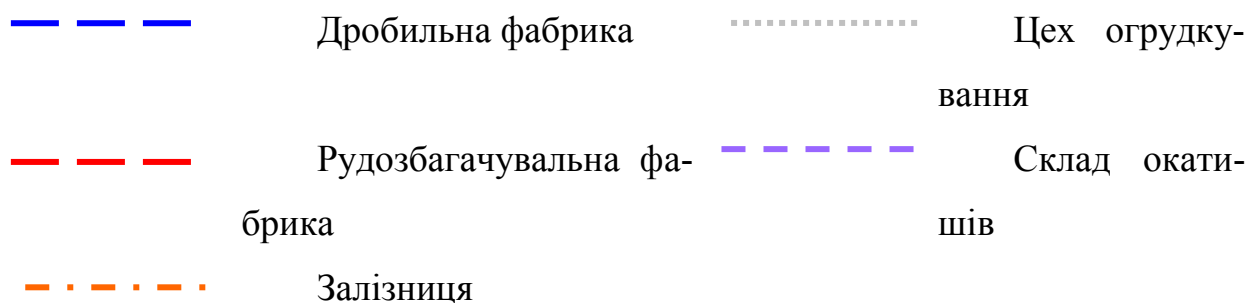 Дробильна фабрика
Цех огрудку-
вання
Рудозбагачувальна фа-
брика
Склад окати-
шів
Залізниця